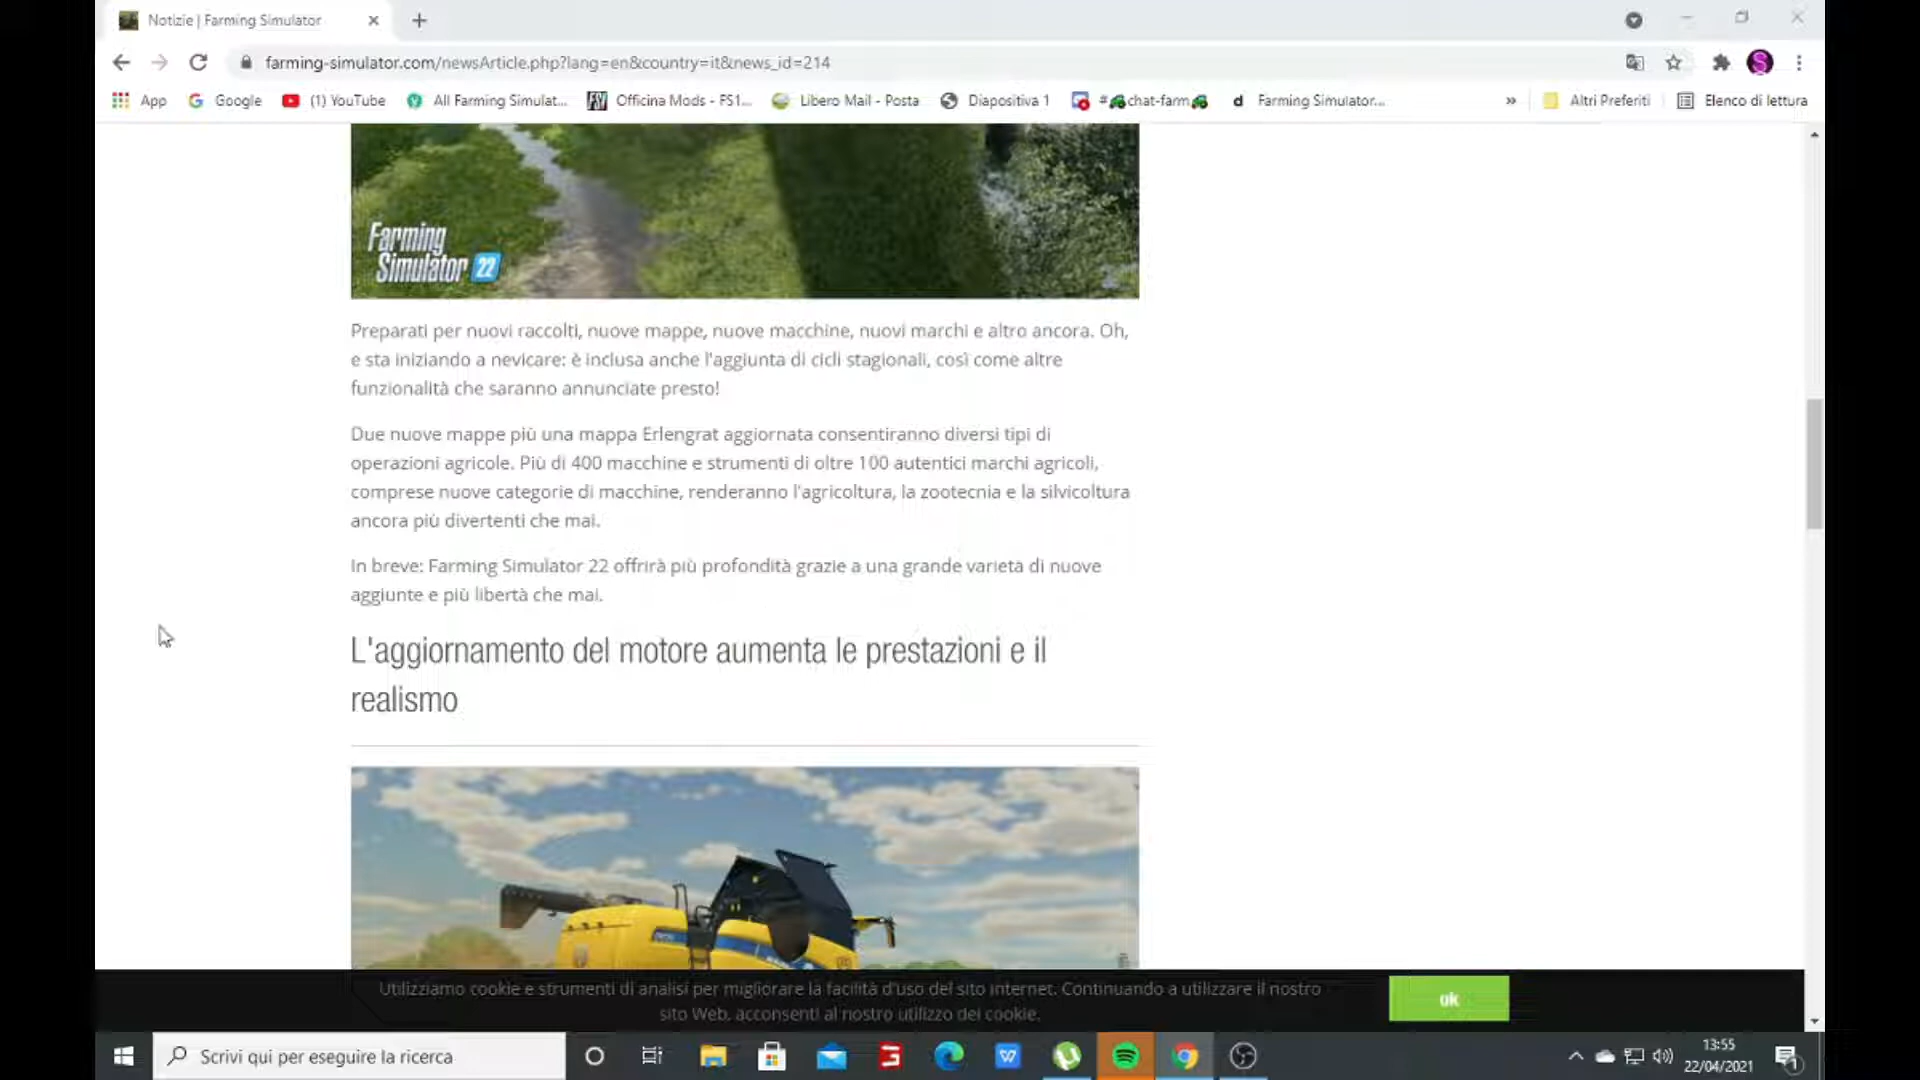 Notizie | Farming Simulator
farming-simulator.com/newsArticle.php?lang=en&country=it&news_id=214
App Google (1) YouTube All Farming Simulat... Officina Mods - FS1... Libero Mail - Posta Diapositiva 1 #🚜chat-farm🚜 Farming Simulator... » Altri Preferiti Elenco di lettura
Farming
Simulator 22
Preparati per nuovi raccolti, nuove mappe, nuove macchine, nuovi marchi e altro ancora. Oh,
e sta iniziando a nevicare: è inclusa anche l'aggiunta di cicli stagionali, così come altre
funzionalità che saranno annunciate presto!
Due nuove mappe più una mappa Erlengrat aggiornata consentiranno diversi tipi di
operazioni agricole. Più di 400 macchine e strumenti di oltre 100 autentici marchi agricoli,
comprese nuove categorie di macchine, renderanno l'agricoltura, la zootecnia e la silvicoltura
ancora più divertenti che mai.
In breve: Farming Simulator 22 offrirà più profondità grazie a una grande varietà di nuove
aggiunte e più libertà che mai.
L'aggiornamento del motore aumenta le prestazioni e il
realismo
Utilizziamo cookie e strumenti di analisi per migliorare la facilità d'uso del sito Internet. Continuando a utilizzare il nostro
sito Web, acconsenti al nostro utilizzo dei cookie.
ok
Scrivi qui per eseguire la ricerca
13:55
22/04/2021
1